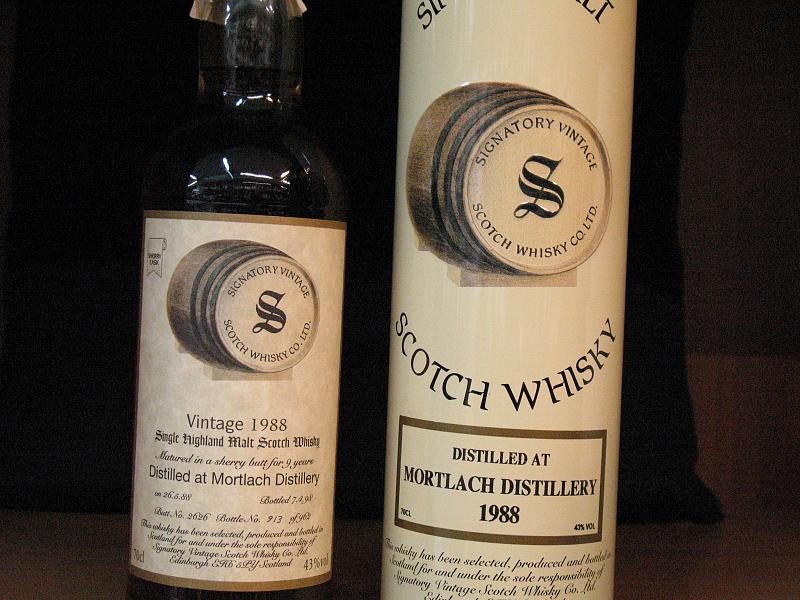 SHERRY
CASK
SIGNATORY VINTAGE
S
SCOTCH WHISKY CO. LTD.
Vintage 1988
Single Highland Malt Scotch Whisky
Matured in a sherry butt for 9 years
Distilled at Mortlach Distillery
on 26.5.88 Bottled 7.4.98
Butt No. 2626 Bottle No. 913 of 962
This whisky has been selected, produced and bottled in
Scotland for and under the sole responsibility of
Signatory Vintage Scotch Whisky Co. Ltd.
Edinburgh EH6 5PY Scotland
70cl 43%vol
SIGNATORY VINTAGE
S
SCOTCH WHISKY CO. LTD.
SCOTCH WHISKY
DISTILLED AT
MORTLACH DISTILLERY
1988
70CL 43% VOL
This whisky has been selected, produced and bottled in
Scotland for and under the sole responsibility of
Signatory Vintage Scotch Whisky Co. Ltd.